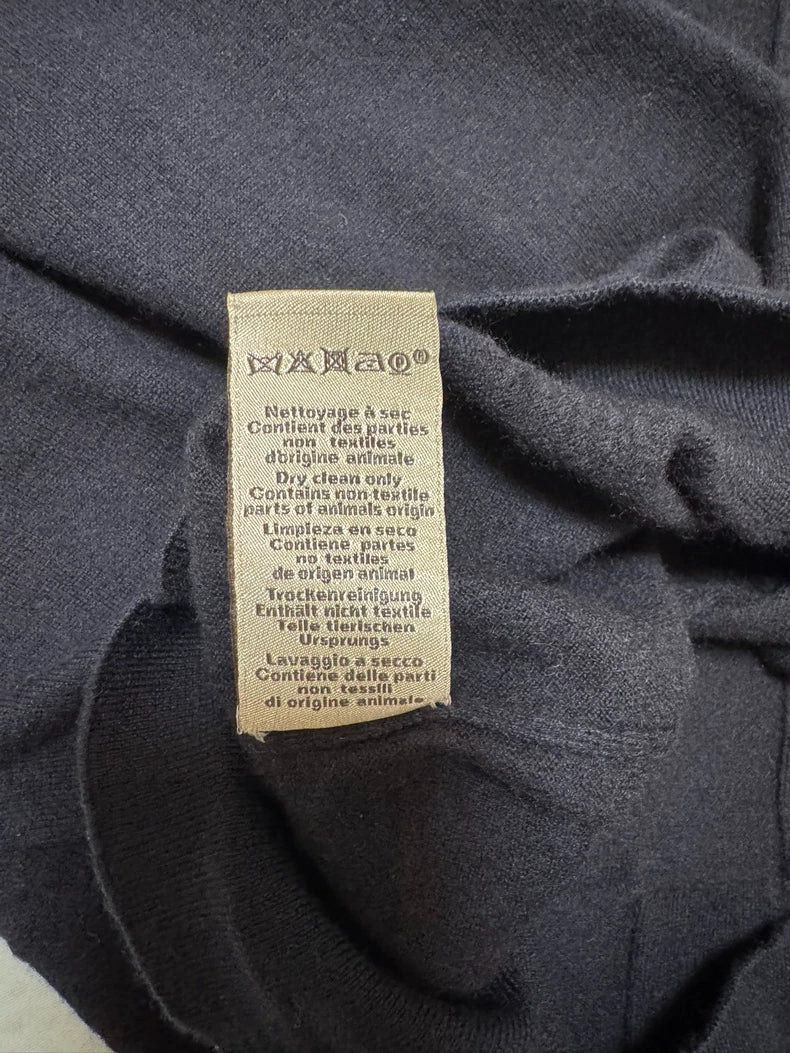 Nettoyage à sec
Contient des parties
non textiles
d'origine animale
Dry clean only
Contains non-textile
parts of animals origin
Limpieza en seco
Contiene partes
no textiles
de origen animal
Trockenreinigung
Enthält nicht textile
Teile tierischen
Ursprungs
Lavaggio a secco
Contiene delle parti
non tessili
di origine animale